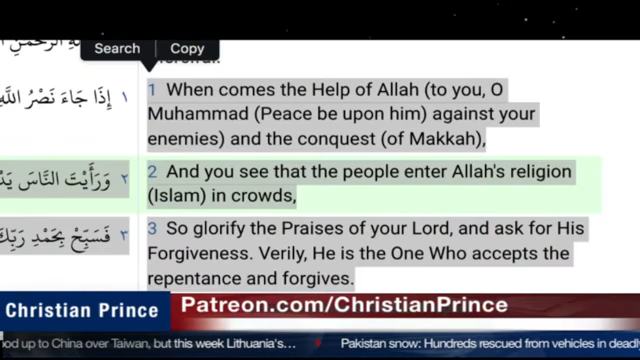 Search Copy
1 When comes the Help of Allah (to you, O
١ إِذَا جَاءَ نَصْرُ اللَّهِ
Muhammad (Peace be upon him) against your
enemies) and the conquest (of Makkah),
2 And you see that the people enter Allah's religion
٢ وَرَأَيْتَ النَّاسَ
(Islam) in crowds,
3 So glorify the Praises of your Lord, and ask for His
٣ فَسَبِّحْ بِحَمْدِ رَبِّكَ
Forgiveness. Verily, He is the One Who accepts the
repentance and forgives.
Christian Prince
Patreon.com/ChristianPrince
up to China over Taiwan, but this week Lithuania's...
Pakistan snow: Hundreds rescued from vehicles in